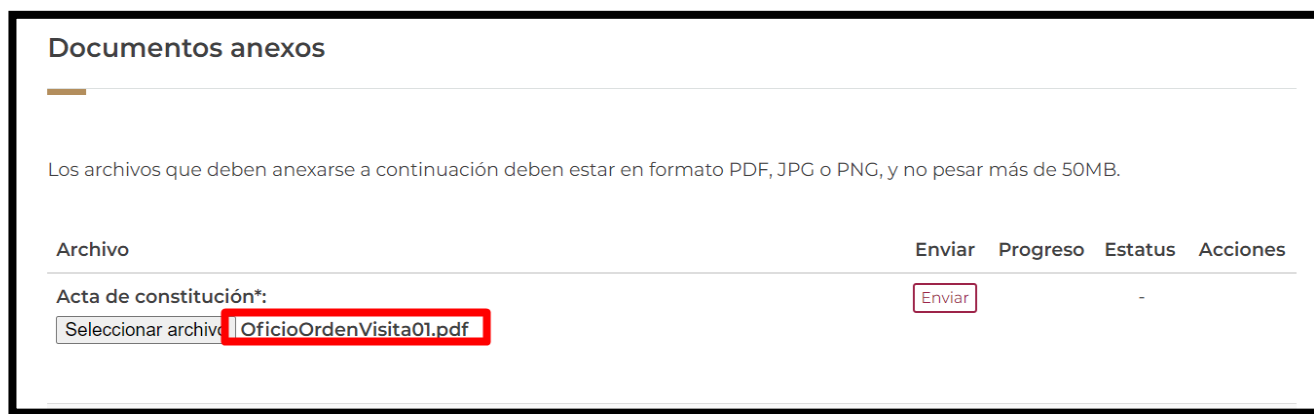 Documentos anexos
Los archivos que deben anexarse a continuación deben estar en formato PDF, JPG o PNG, y no pesar más de 50MB.
Archivo Enviar Progreso Estatus Acciones
Acta de constitución*: Enviar -
Seleccionar archivo OficioOrdenVisita01.pdf